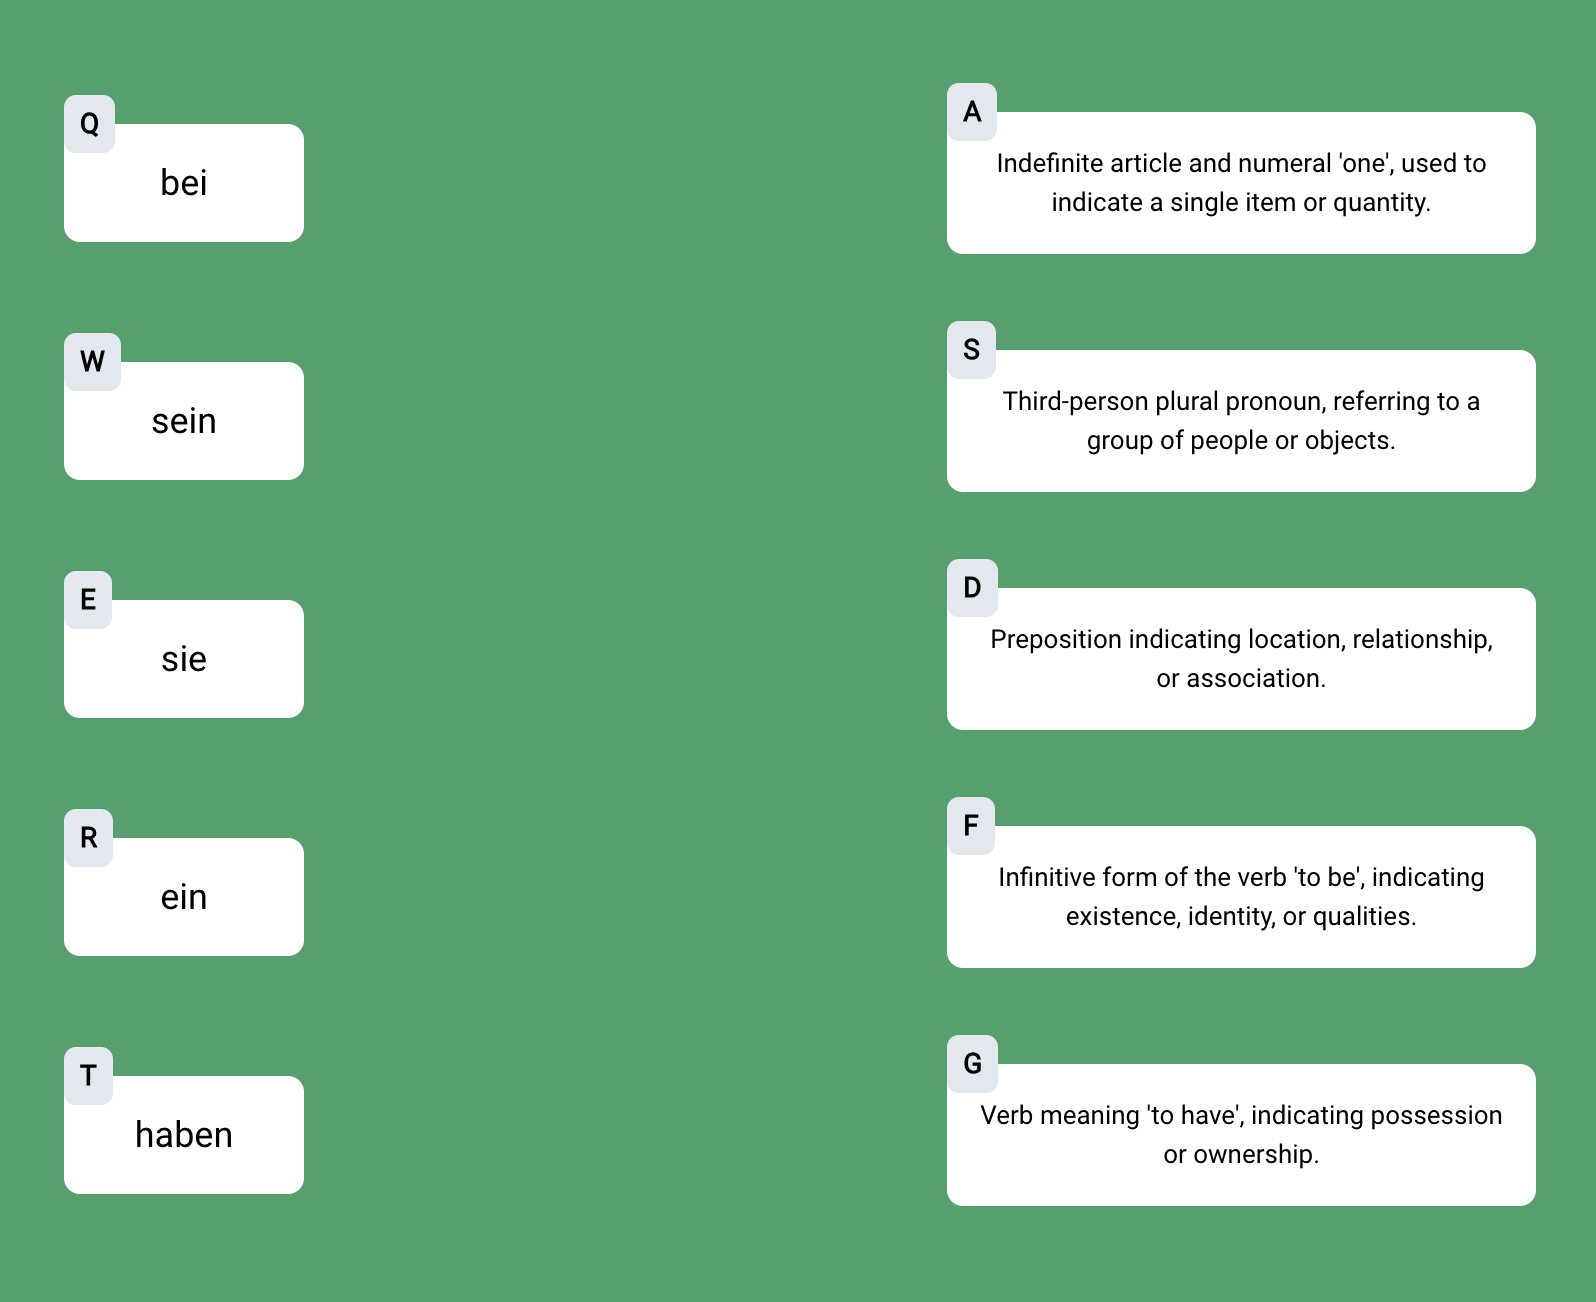 Q
bei
W
sein
E
sie
R
ein
T
haben
A
Indefinite article and numeral 'one', used to
indicate a single item or quantity.
S
Third-person plural pronoun, referring to a
group of people or objects.
D
Preposition indicating location, relationship,
or association.
F
Infinitive form of the verb 'to be', indicating
existence, identity, or qualities.
G
Verb meaning 'to have', indicating possession
or ownership.